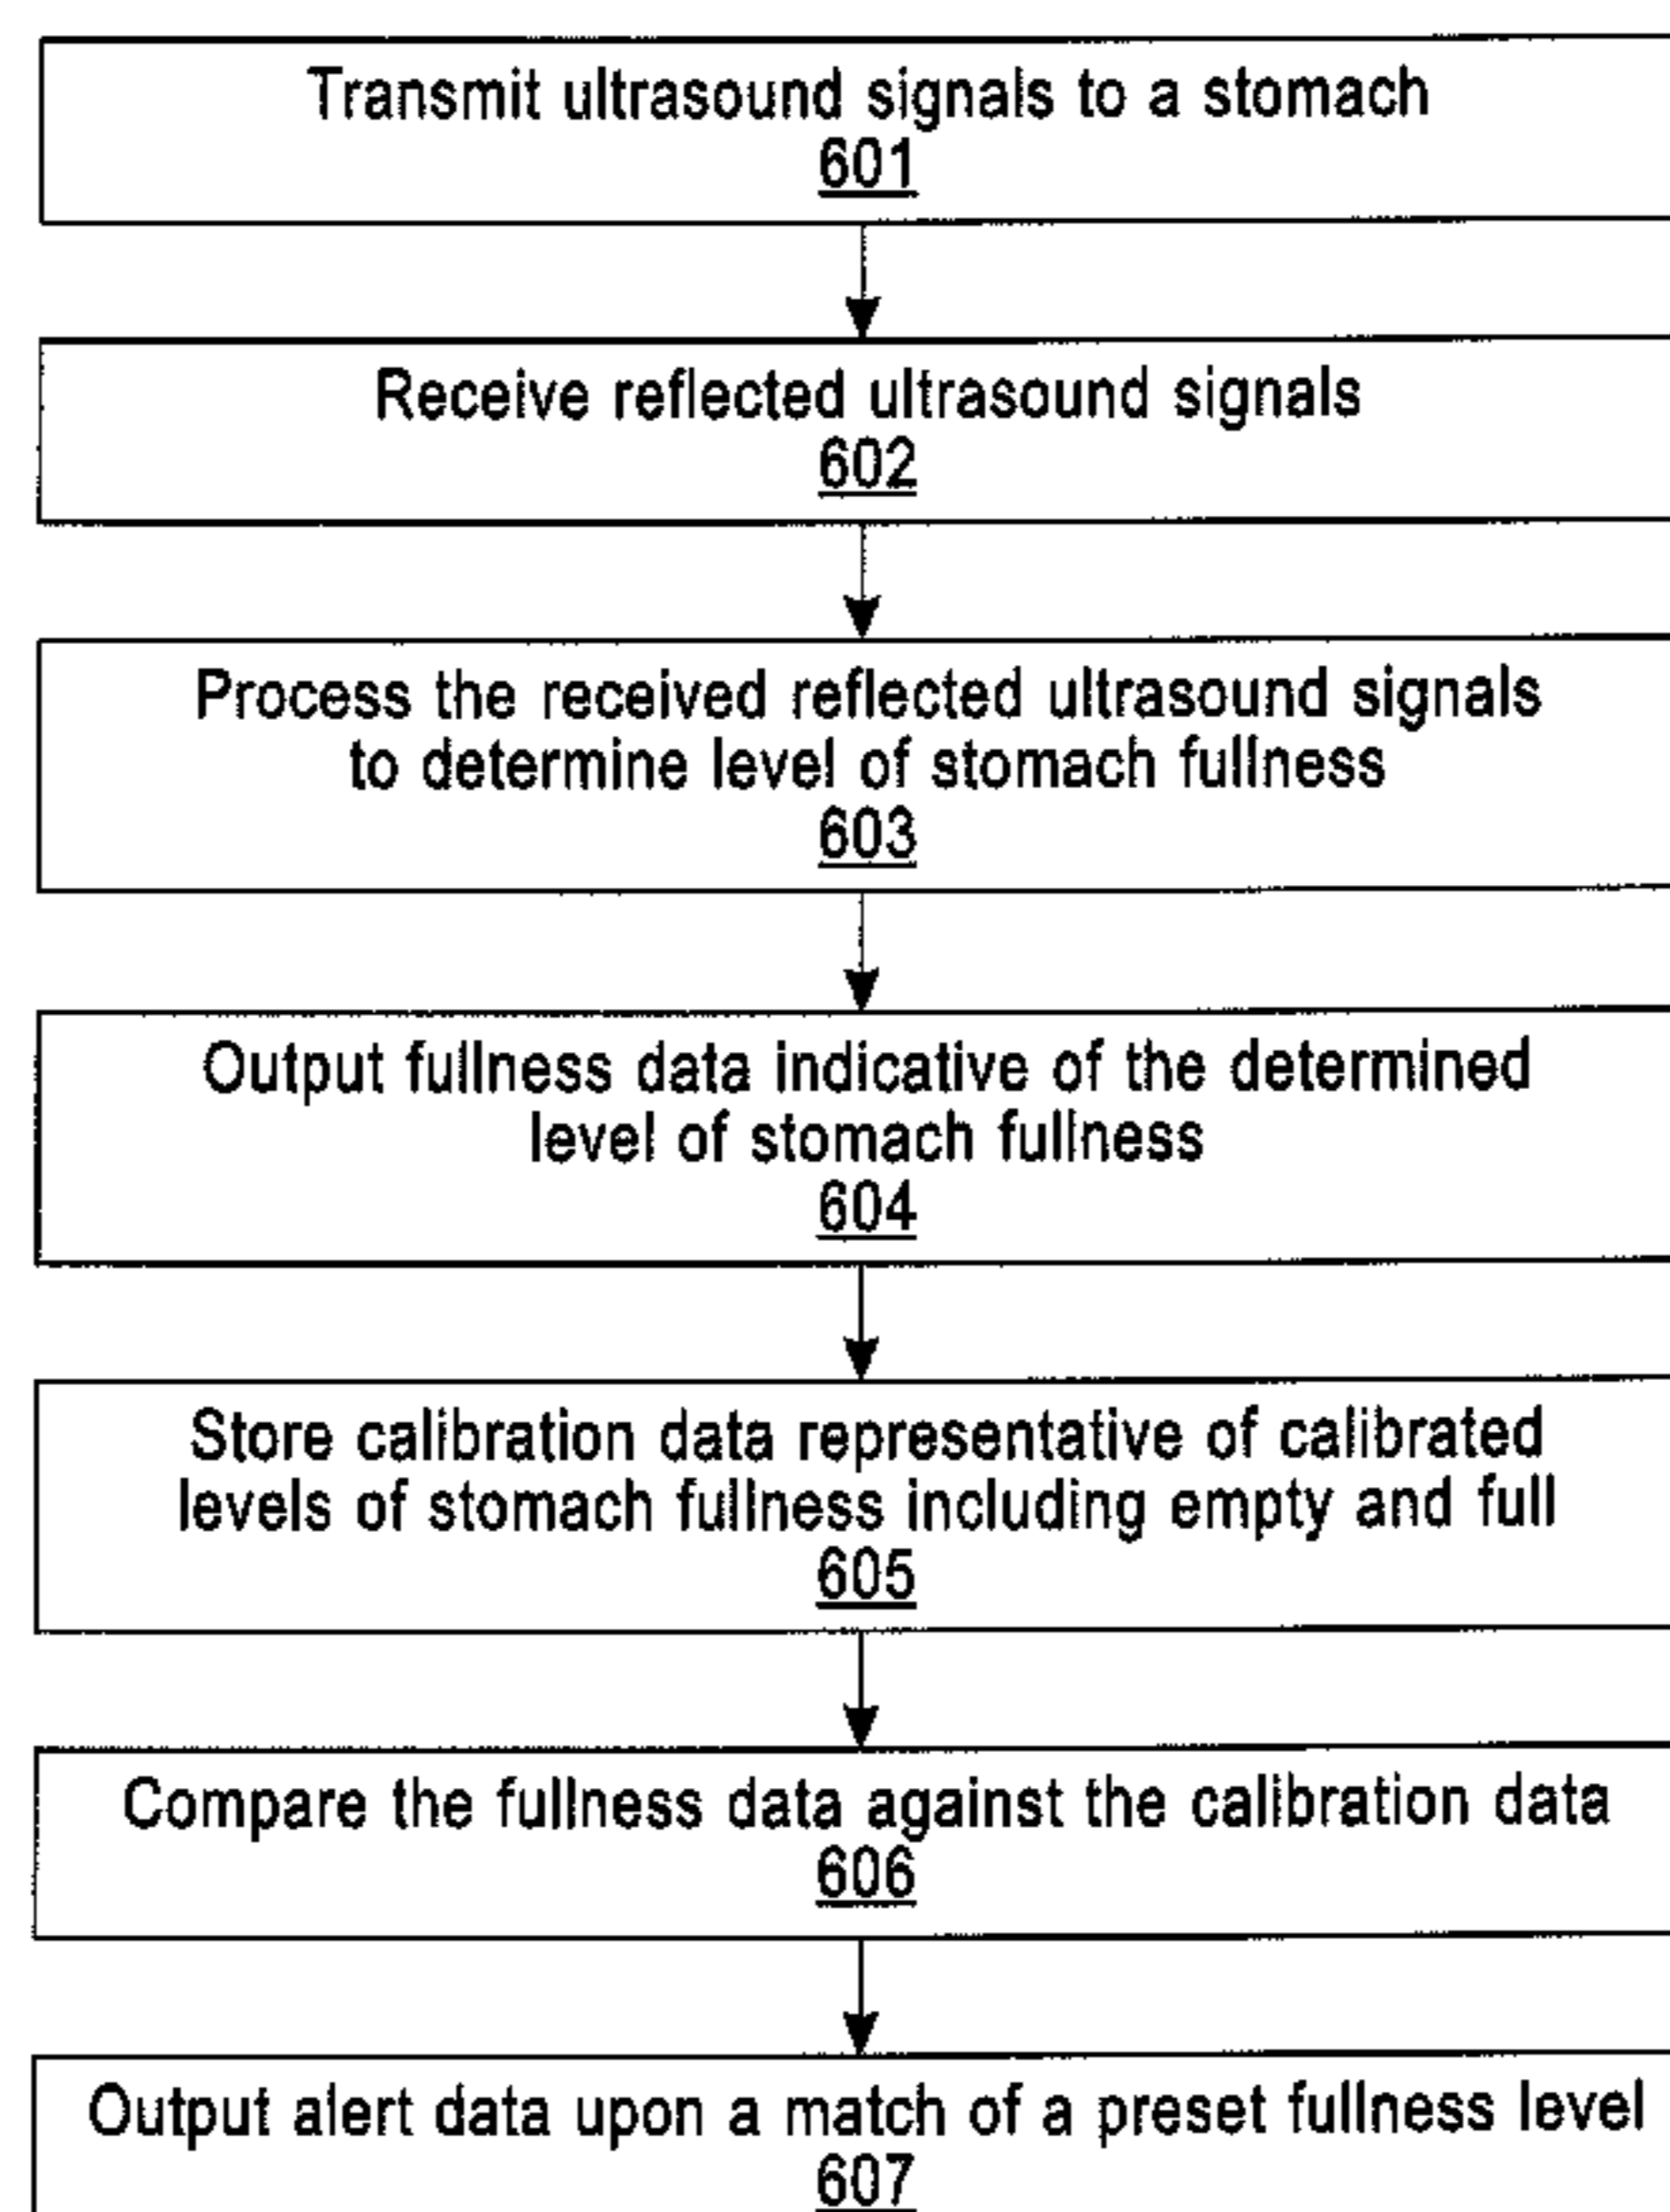 Transmit ultrasound signals to a stomach
601
Receive reflected ultrasound signals
602
Process the received reflected ultrasound signals
to determine level of stomach fullness
603
Output fullness data indicative of the determined
level of stomach fullness
604
Store calibration data representative of calibrated
levels of stomach fullness including empty and full
605
Compare the fullness data against the calibration data
606
Output alert data upon a match of a preset fullness level
607